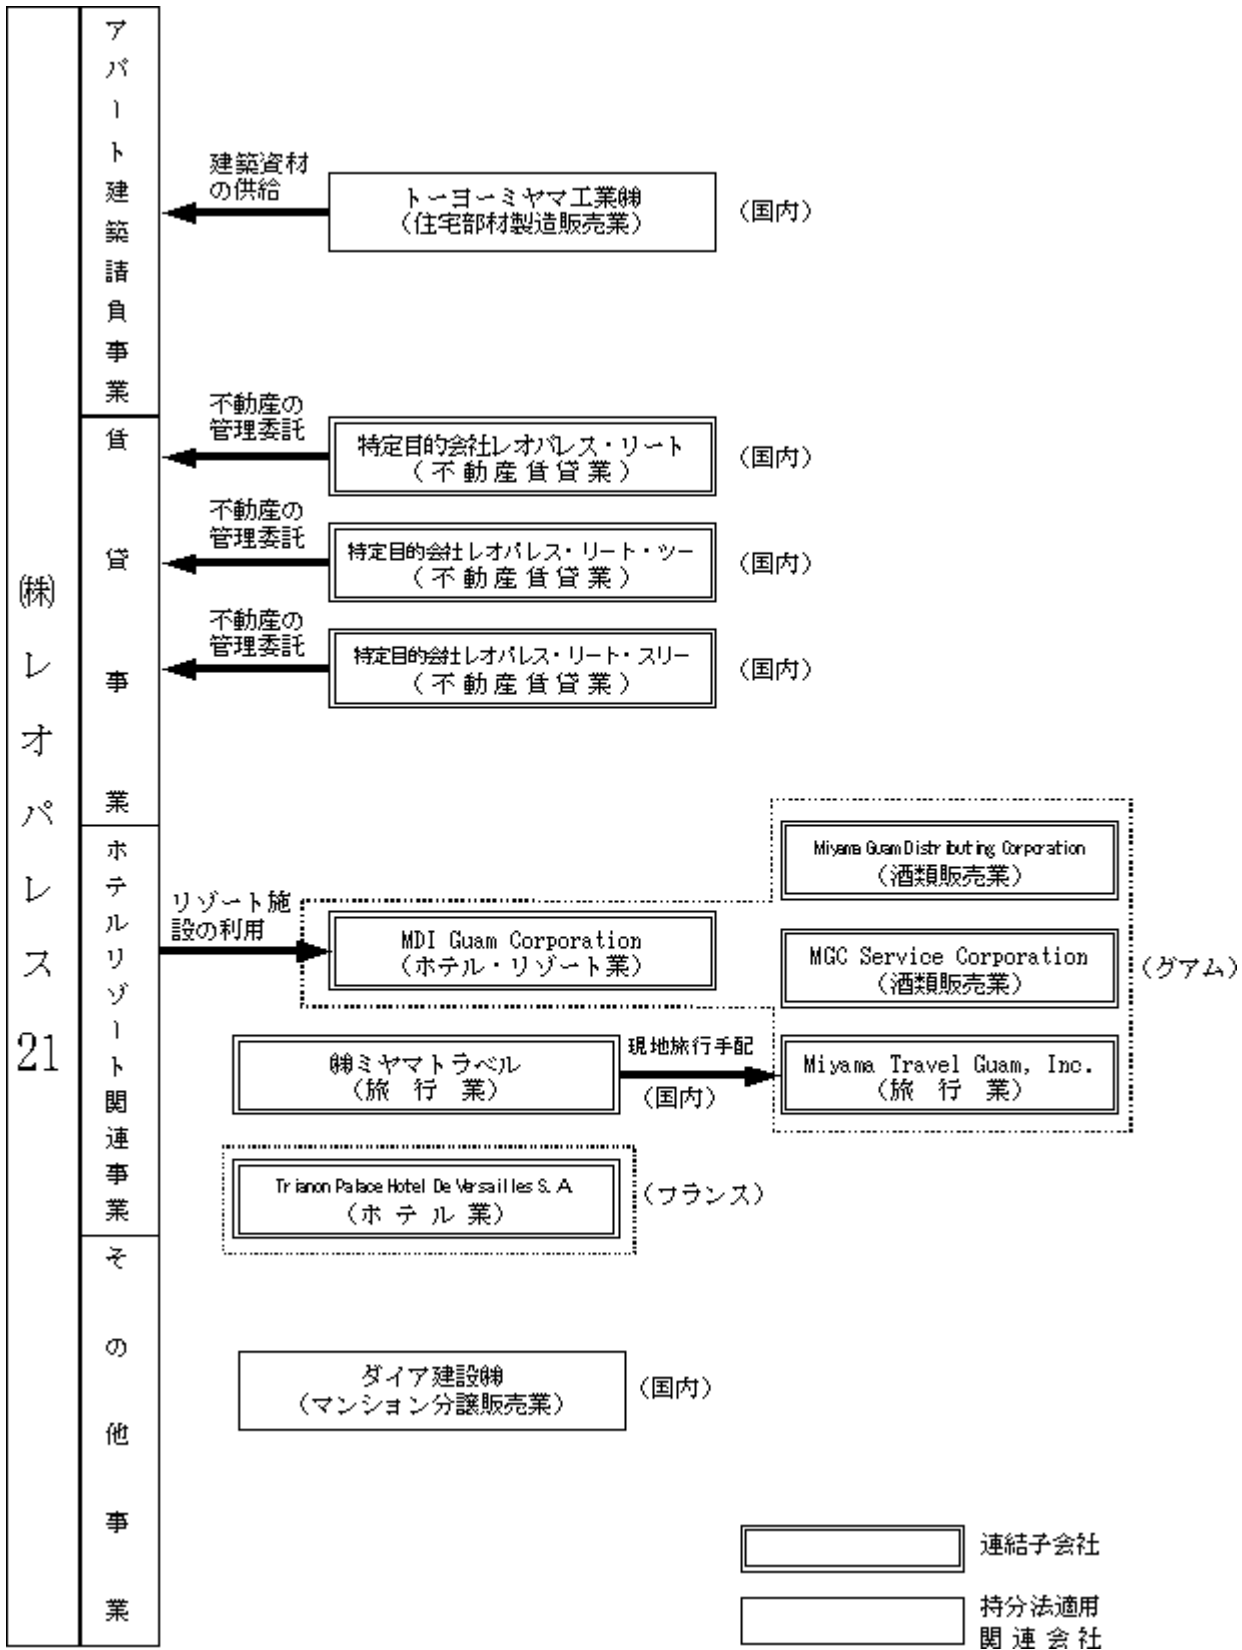 ㈱レオパレス21
アパート建築請負事業
建築資材
の供給
トーヨーミヤマ工業㈱
(住宅部材製造販売業)
(国内)
賃貸事業
不動産の
管理委託
特定目的会社レオパレス・リート
(不動産賃貸業)
(国内)
不動産の
管理委託
特定目的会社レオパレス・リート・ツー
(不動産賃貸業)
(国内)
不動産の
管理委託
特定目的会社レオパレス・リート・スリー
(不動産賃貸業)
(国内)
ホテルリゾート関連事業
リゾート施
設の利用
MDI Guam Corporation
(ホテル・リゾート業)
Miyama Guam Distributing Corporation
(酒類販売業)
MGC Service Corporation
(酒類販売業)
(グアム)
㈱ミヤマトラベル
(旅行業)
現地旅行手配
(国内)
Miyama Travel Guam, Inc.
(旅行業)
Trianon Palace Hotel De Versailles S. A.
(ホテル業)
(フランス)
その他事業
ダイア建設㈱
(マンション分譲販売業)
(国内)
連結子会社
持分法適用
関連会社